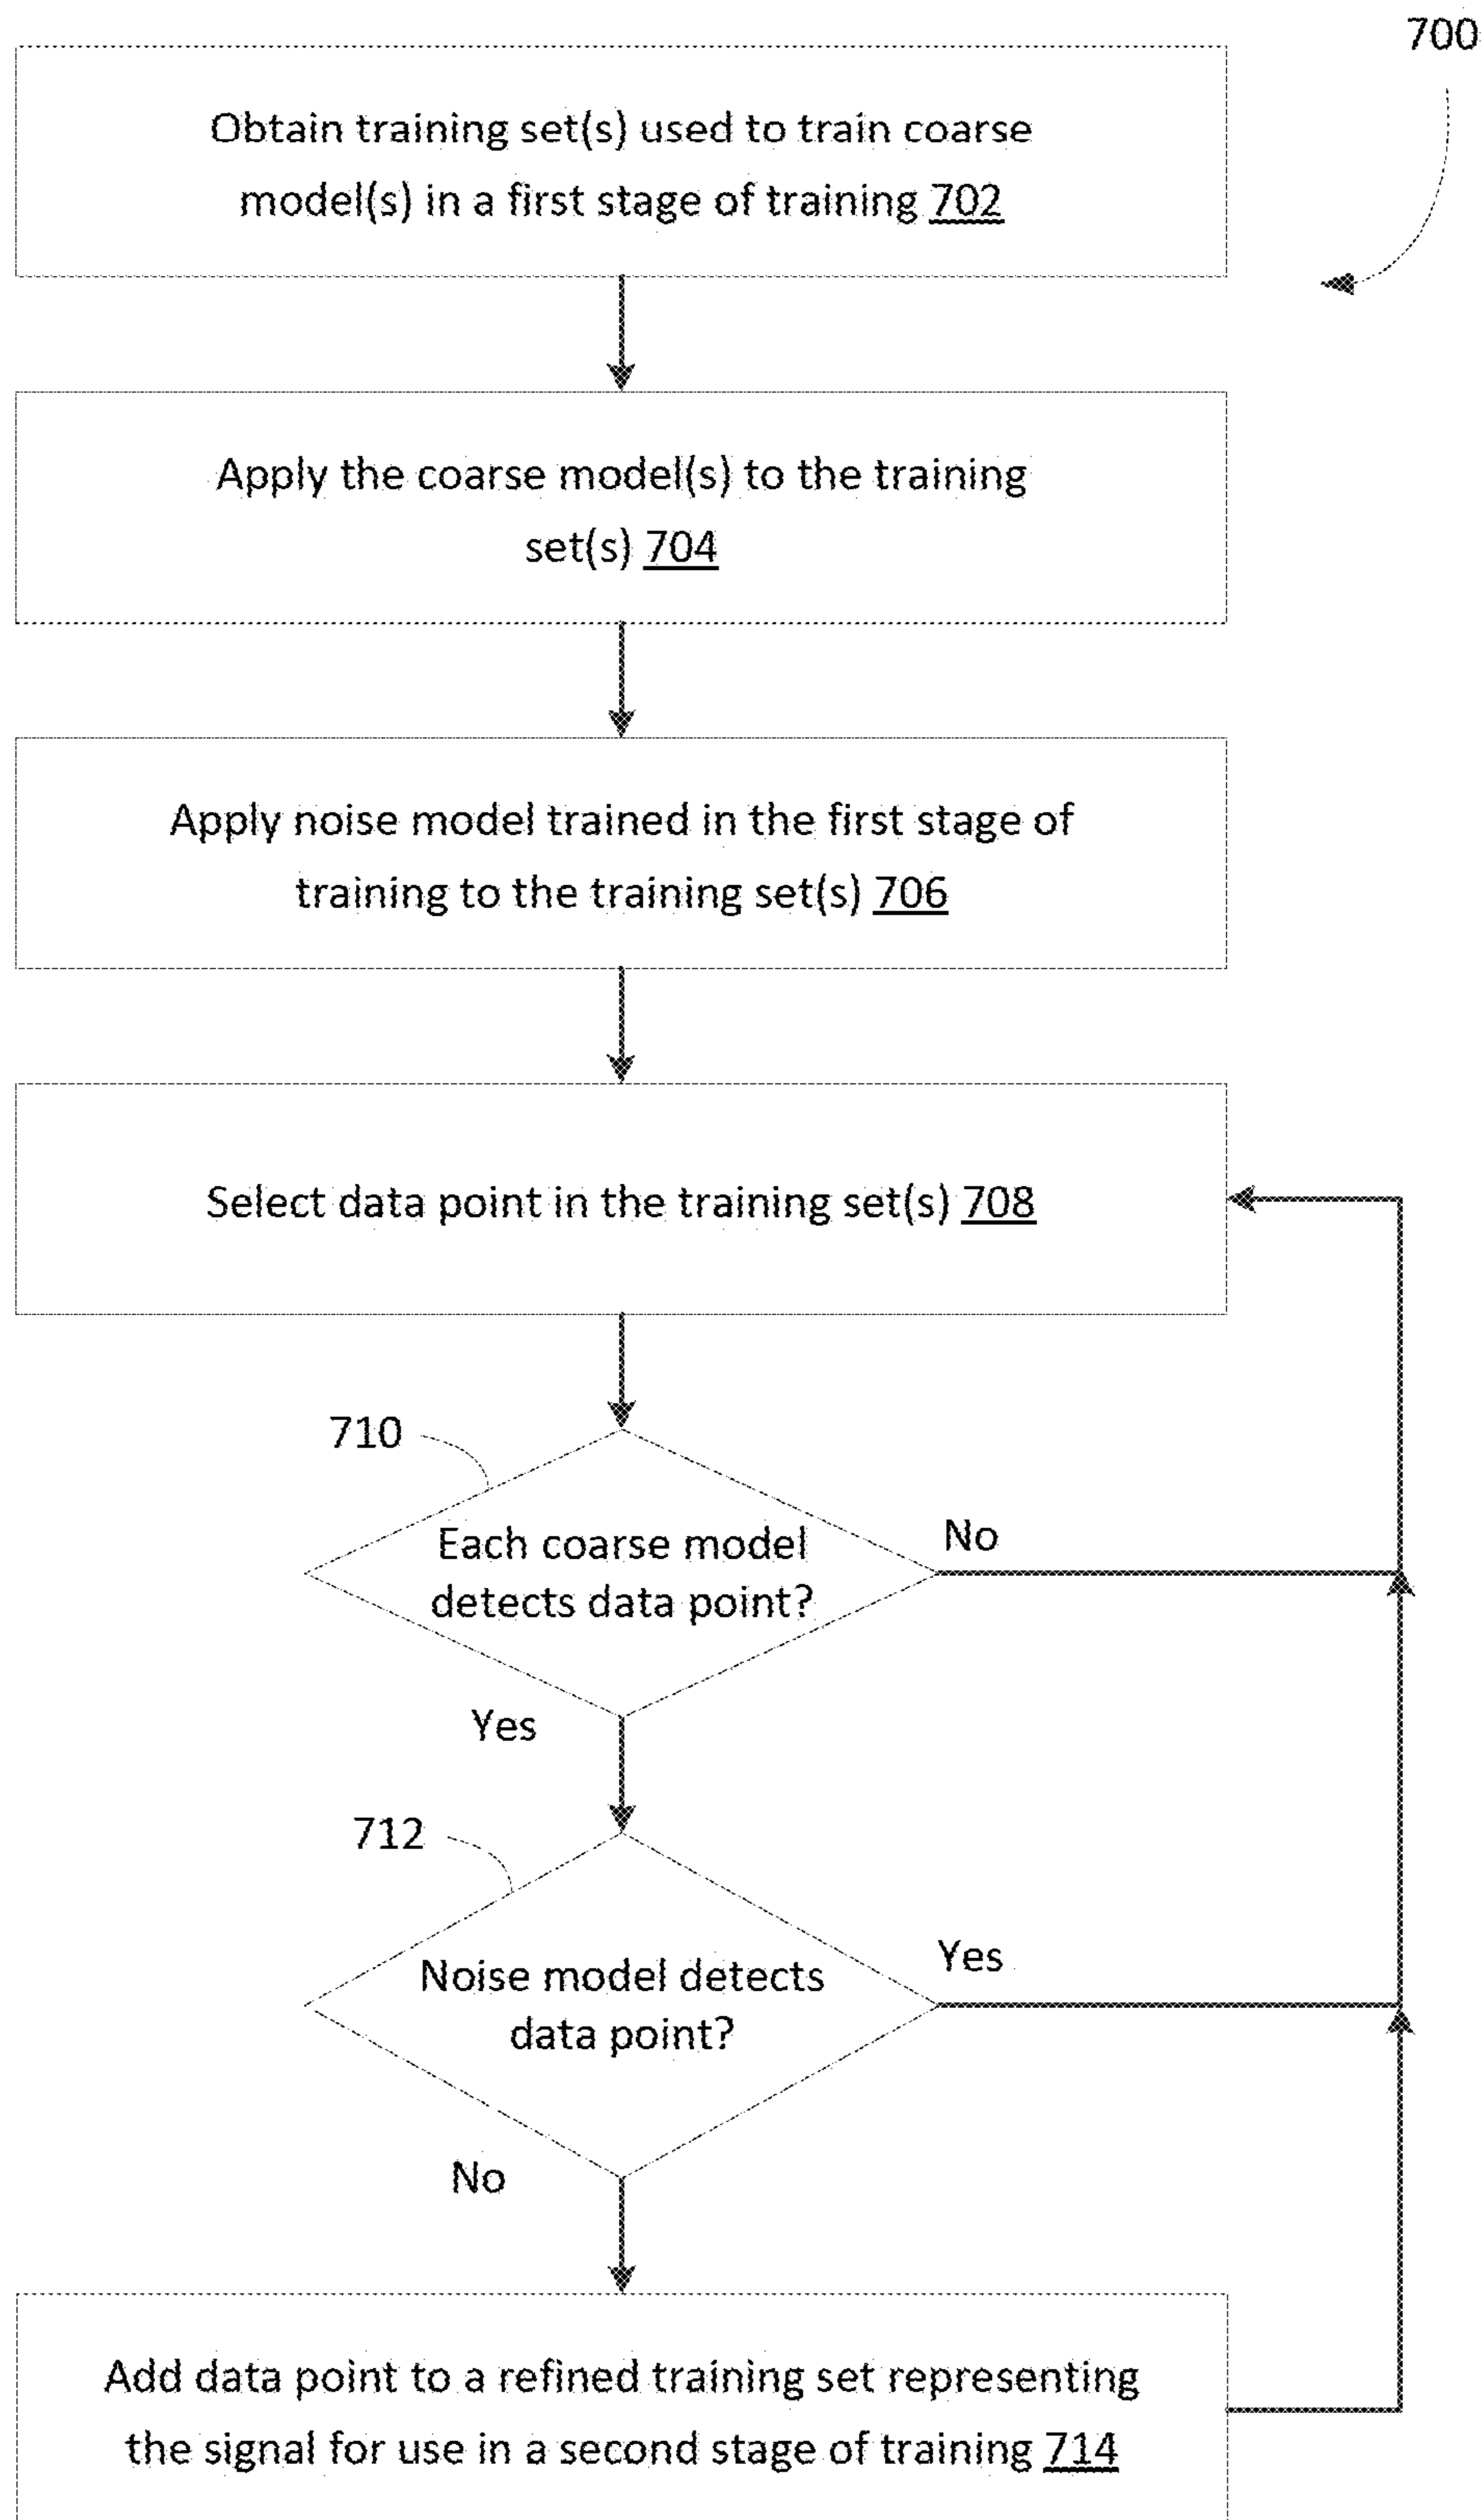 700
Obtain training set(s) used to train coarse
model(s) in a first stage of training 702
Apply the coarse model(s) to the training
set(s) 704
Apply noise model trained in the first stage of
training to the training set(s) 706
Select data point in the training set(s) 708
710
Each coarse model
detects data point?
No
Yes
712
Noise model detects
data point?
Yes
No
Add data point to a refined training set representing
the signal for use in a second stage of training 714